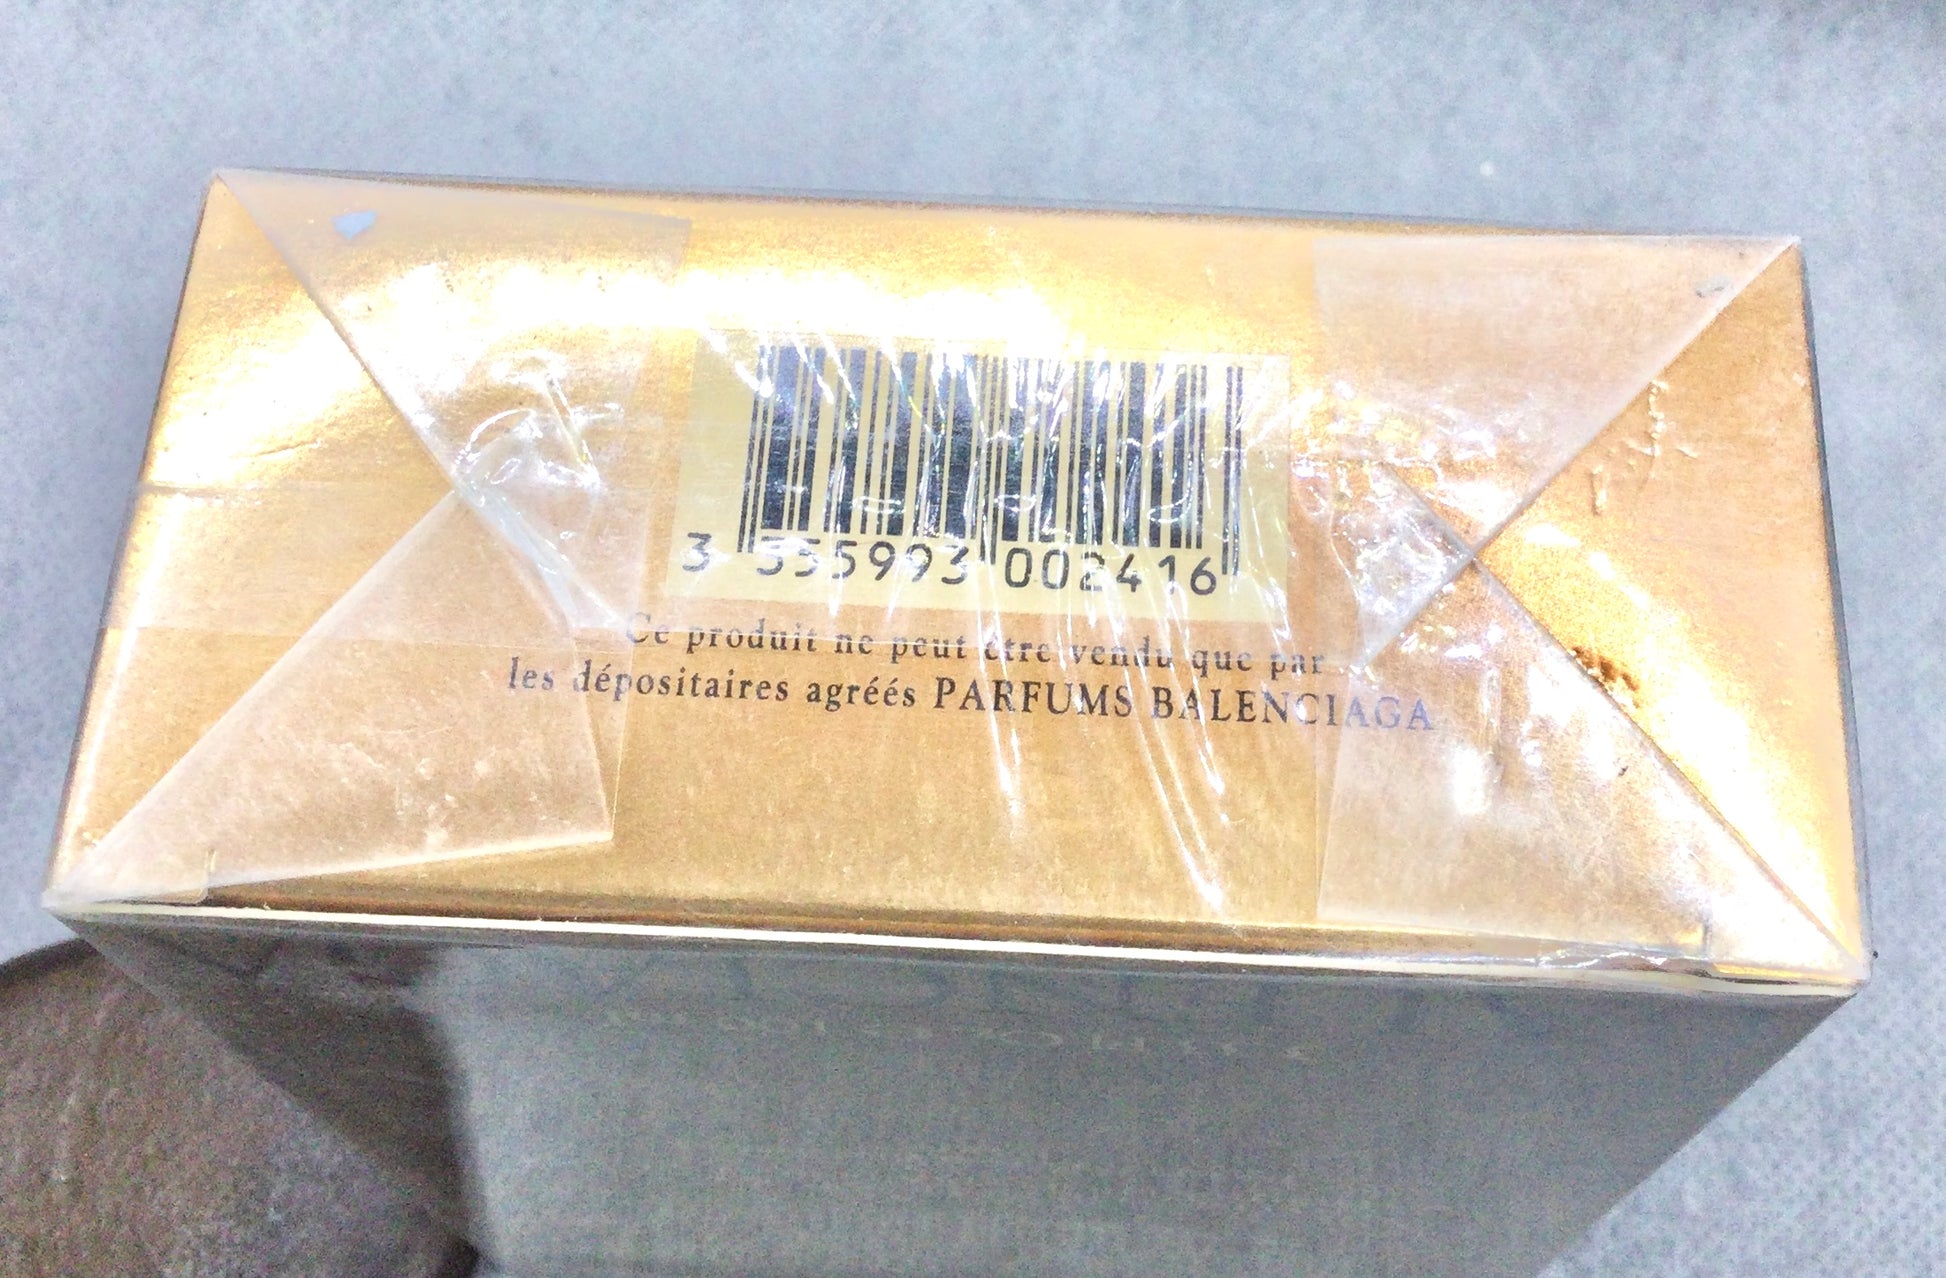 3 355993 002416
Ce produit ne peut être vendu que par
les dépositaires agréés PARFUMS BALENCIAGA